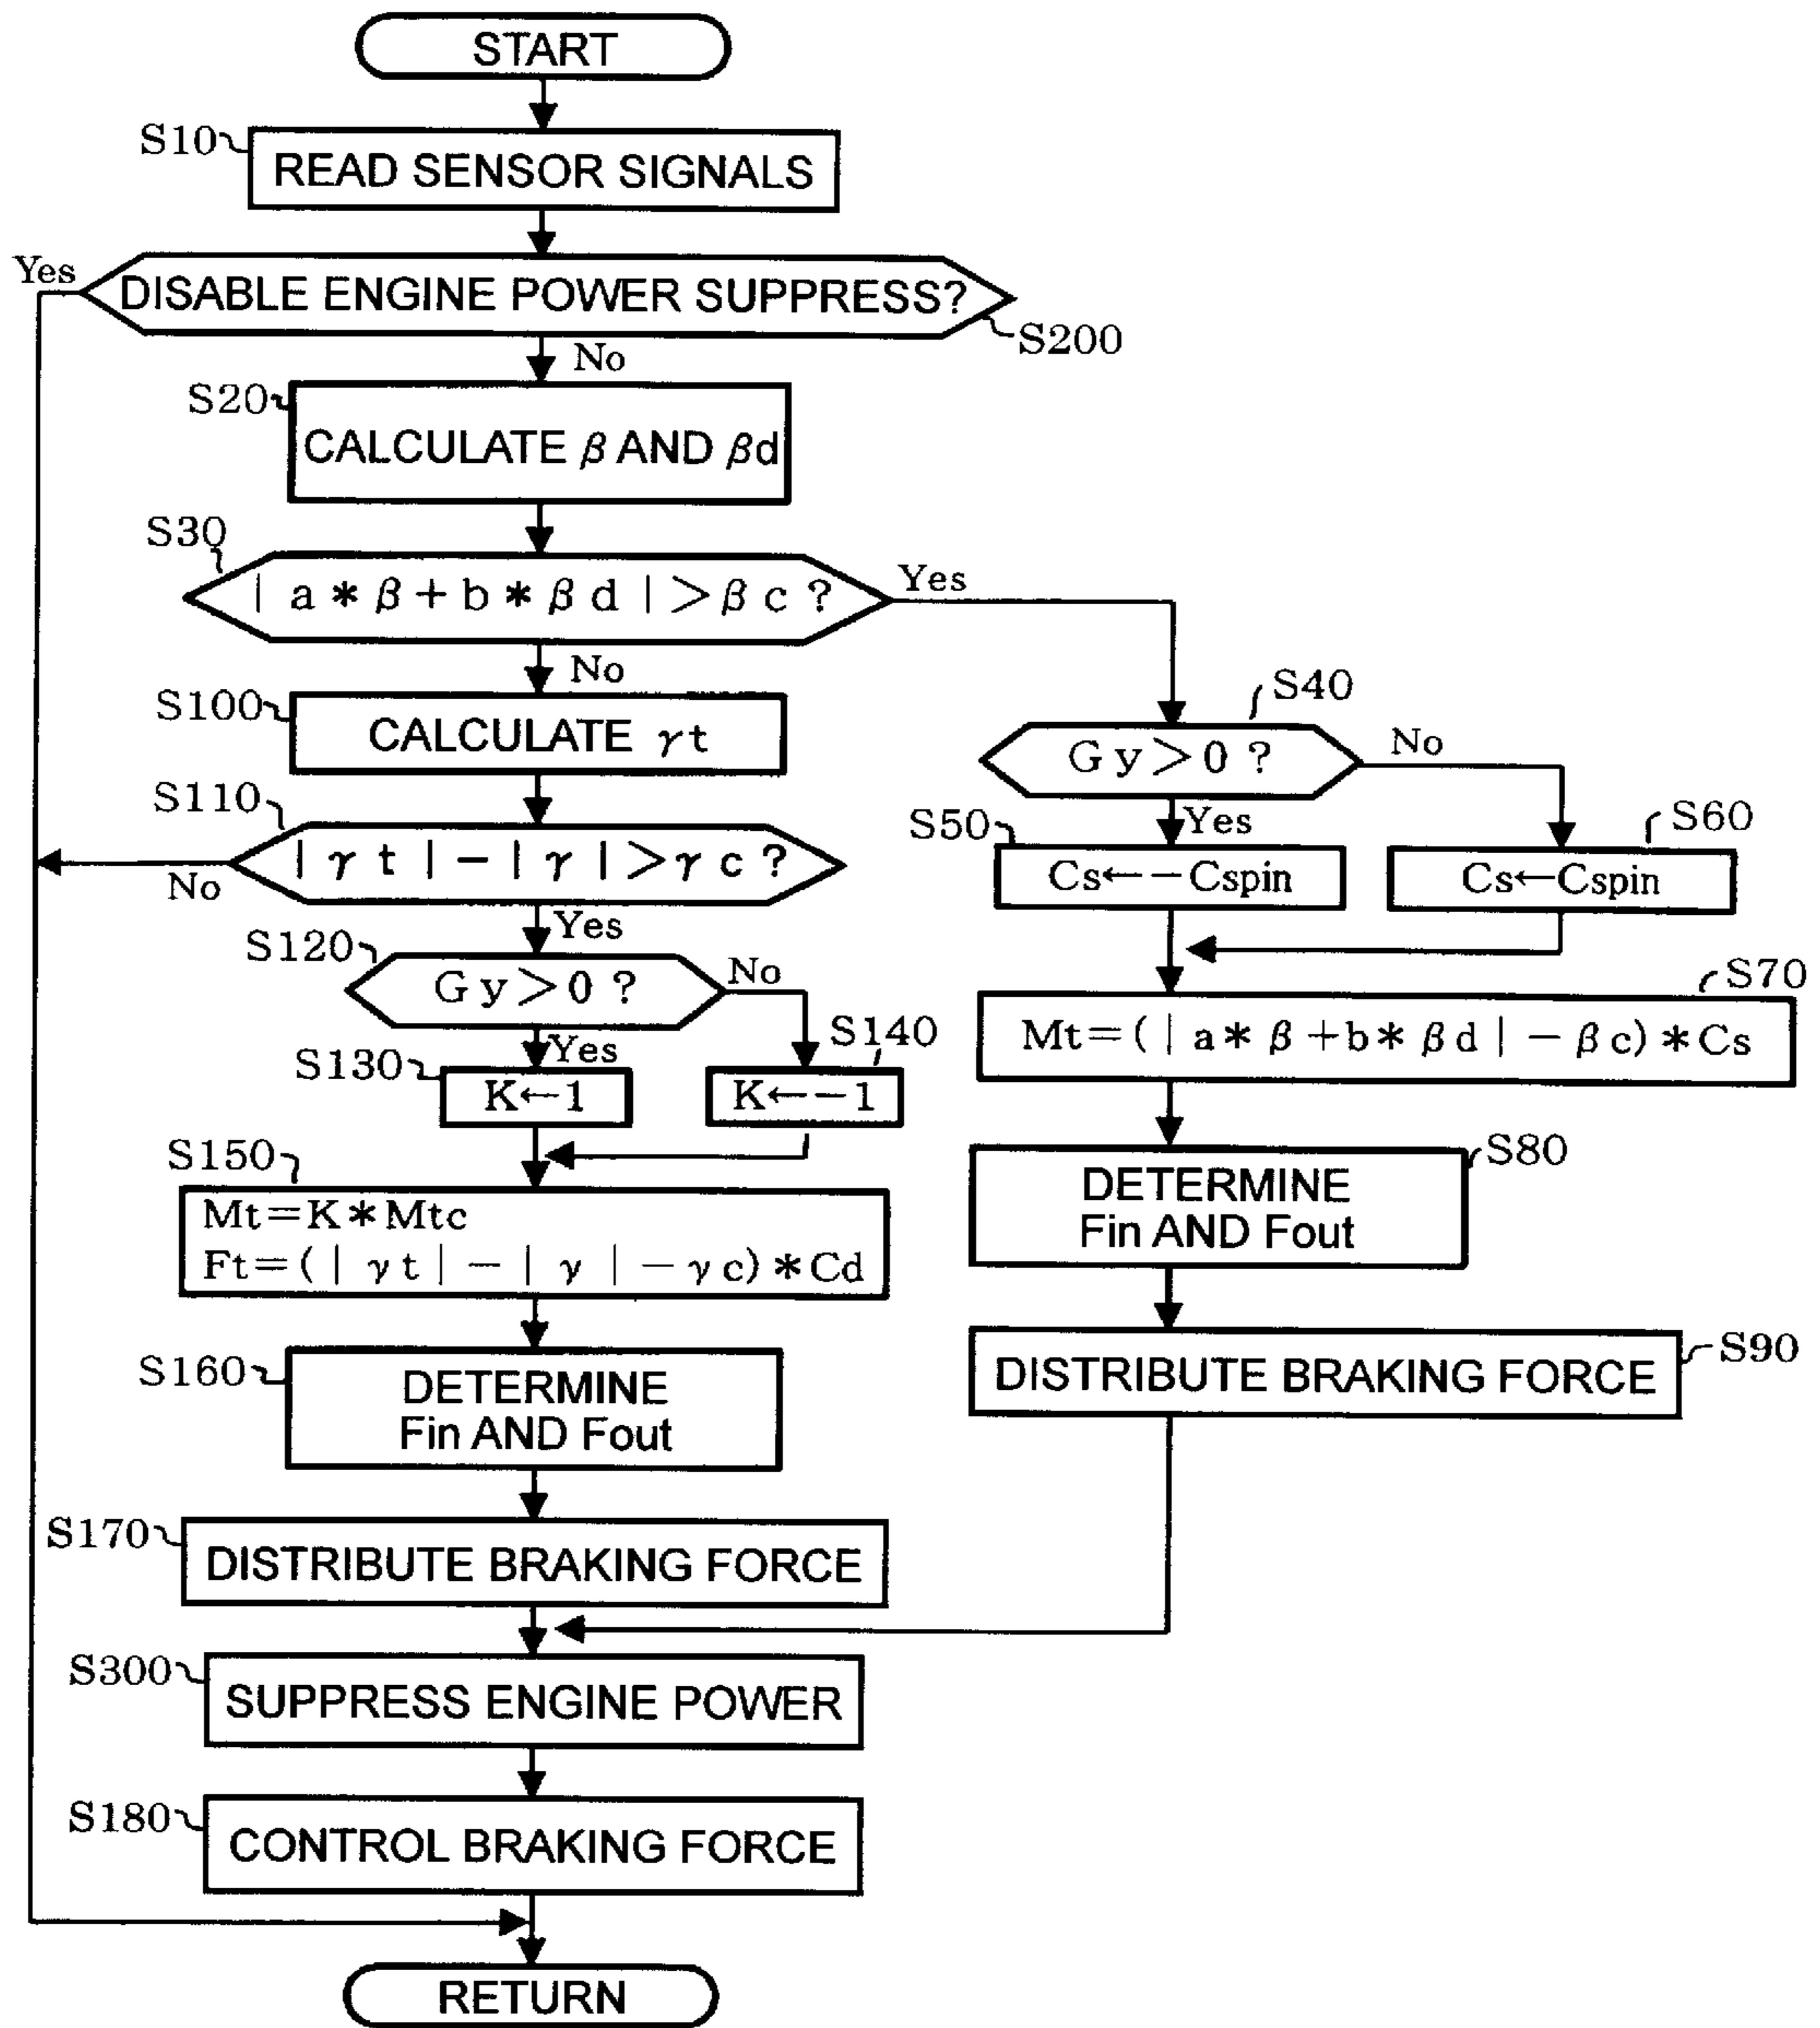 START
S10
READ SENSOR SIGNALS
Yes
DISABLE ENGINE POWER SUPPRESS?
S200
No
S20
CALCULATE β AND βd
S30
| a * β + b * β d | > β c ?
Yes
No
S100
CALCULATE γt
S40
G y > 0 ?
No
S110
| γ t | − | γ | > γ c ?
No
Yes
S50
Yes
Cs←−Cspin
S60
Cs←Cspin
S120
G y > 0 ?
No
S70
Mt=(| a * β + b * β d | − β c) * Cs
S130
Yes
K←1
S140
K←−1
S80
DETERMINE
Fin AND Fout
S150
Mt=K*Mtc
Ft=(| γ t | − | γ | − γ c) * Cd
S90
DISTRIBUTE BRAKING FORCE
S160
DETERMINE
Fin AND Fout
S170
DISTRIBUTE BRAKING FORCE
S300
SUPPRESS ENGINE POWER
S180
CONTROL BRAKING FORCE
RETURN